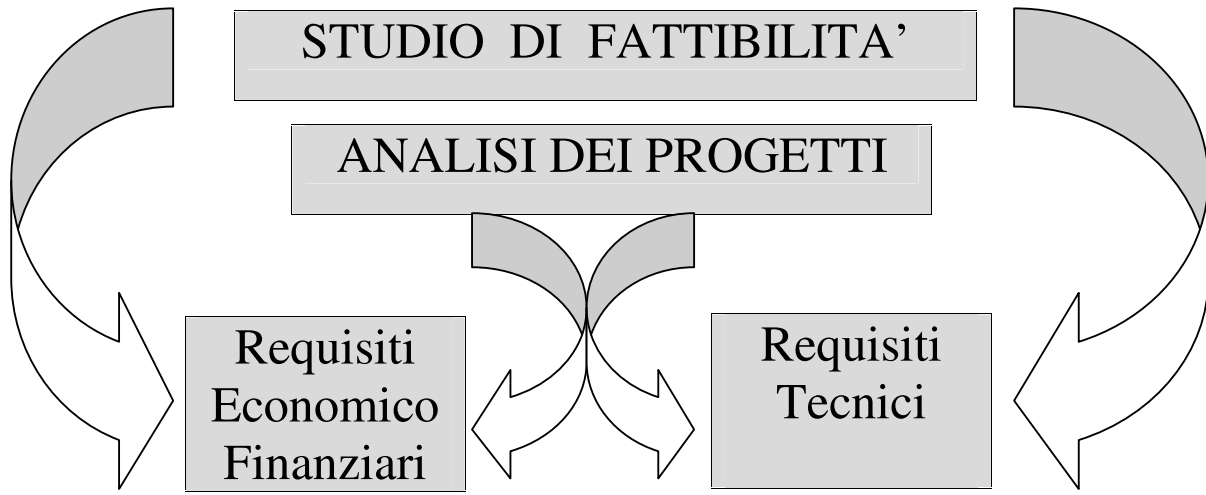 STUDIO DI FATTIBILITA’
ANALISI DEI PROGETTI
Requisiti
Economico
Finanziari
Requisiti
Tecnici